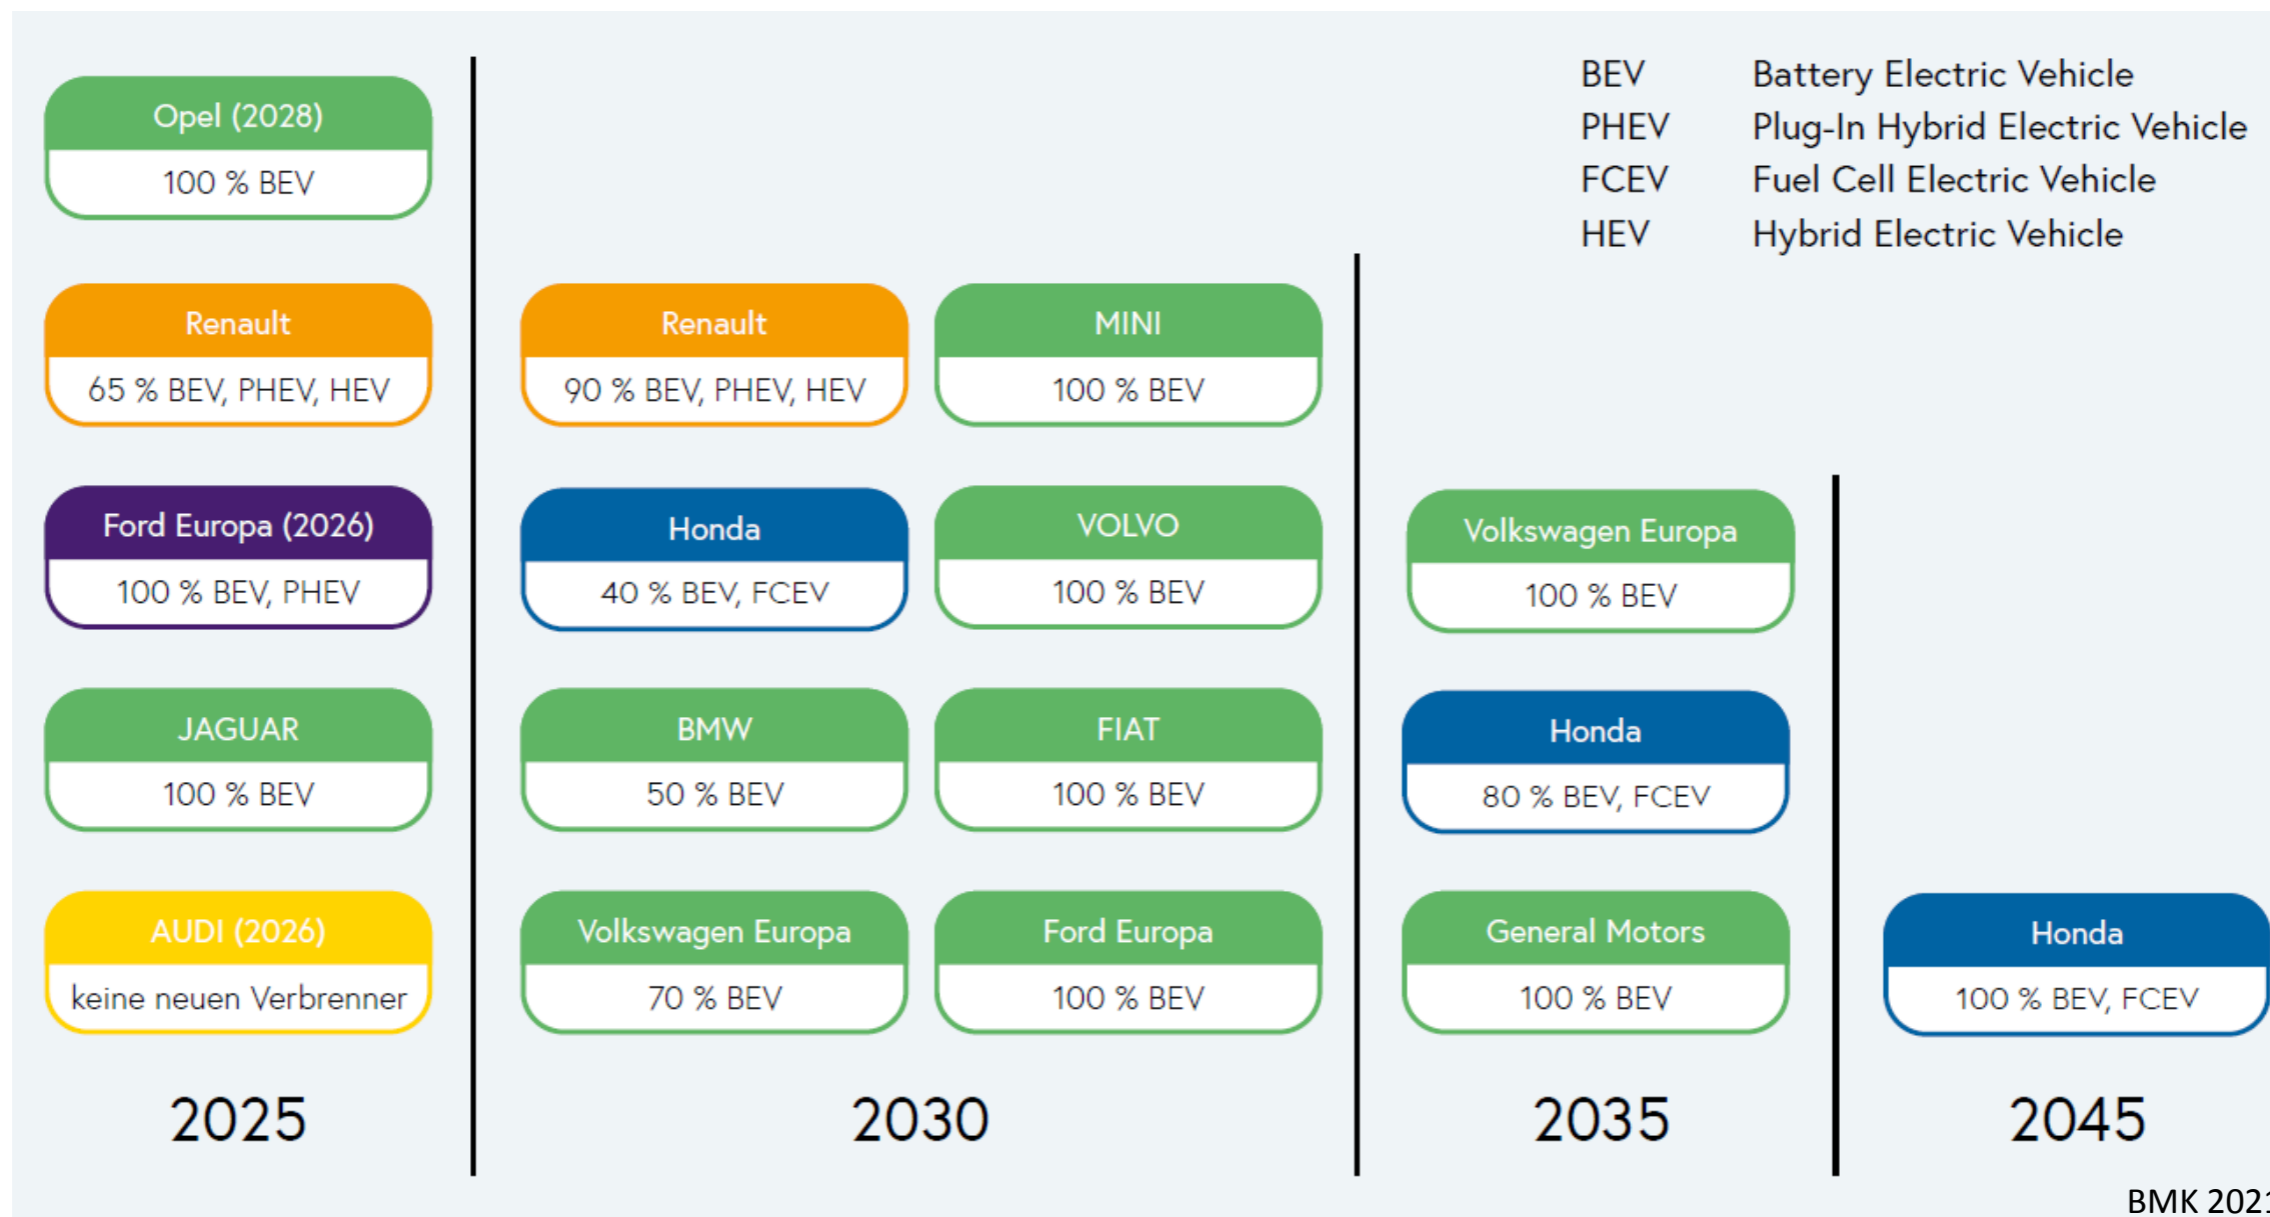 BEV Battery Electric Vehicle
PHEV Plug-In Hybrid Electric Vehicle
FCEV Fuel Cell Electric Vehicle
HEV Hybrid Electric Vehicle
Opel (2028)
100 % BEV
Renault
65 % BEV, PHEV, HEV
Ford Europa (2026)
100 % BEV, PHEV
JAGUAR
100 % BEV
AUDI (2026)
keine neuen Verbrenner
2025
Renault
90 % BEV, PHEV, HEV
Honda
40 % BEV, FCEV
BMW
50 % BEV
Volkswagen Europa
70 % BEV
MINI
100 % BEV
VOLVO
100 % BEV
FIAT
100 % BEV
Ford Europa
100 % BEV
2030
Volkswagen Europa
100 % BEV
Honda
80 % BEV, FCEV
General Motors
100 % BEV
2035
Honda
100 % BEV, FCEV
2045
BMK 2021